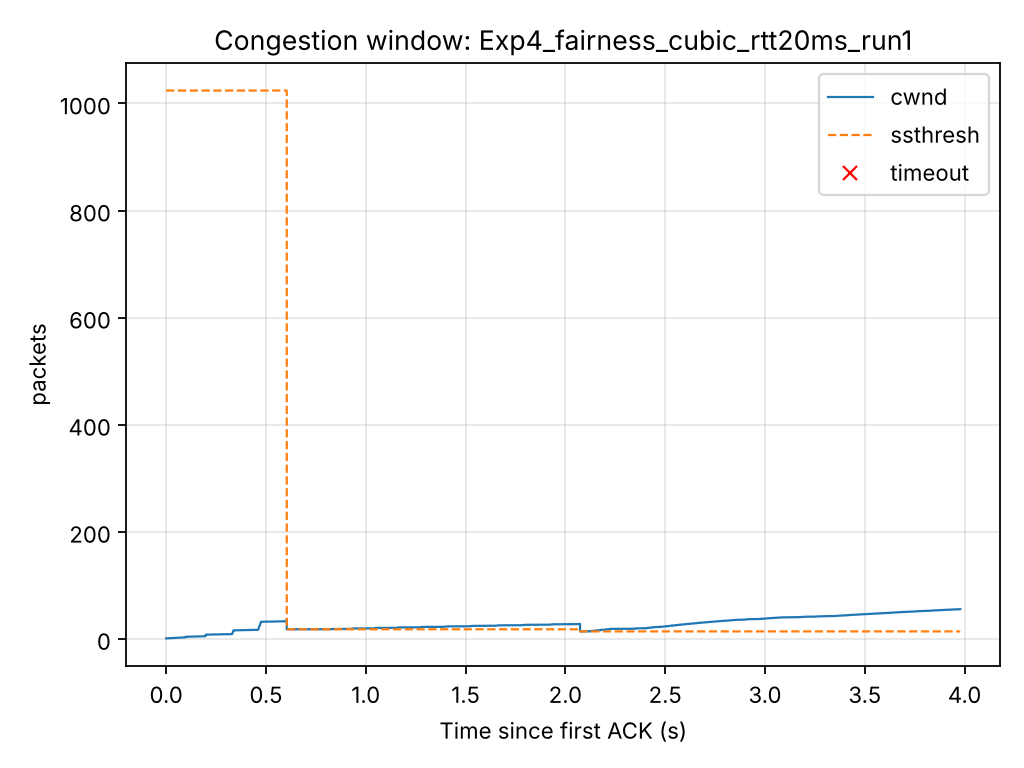 Congestion window: Exp4_fairness_cubic_rtt20ms_run1
cwnd
ssthresh
timeout
packets
1000
800
600
400
200
0
0.0 0.5 1.0 1.5 2.0 2.5 3.0 3.5 4.0
Time since first ACK (s)